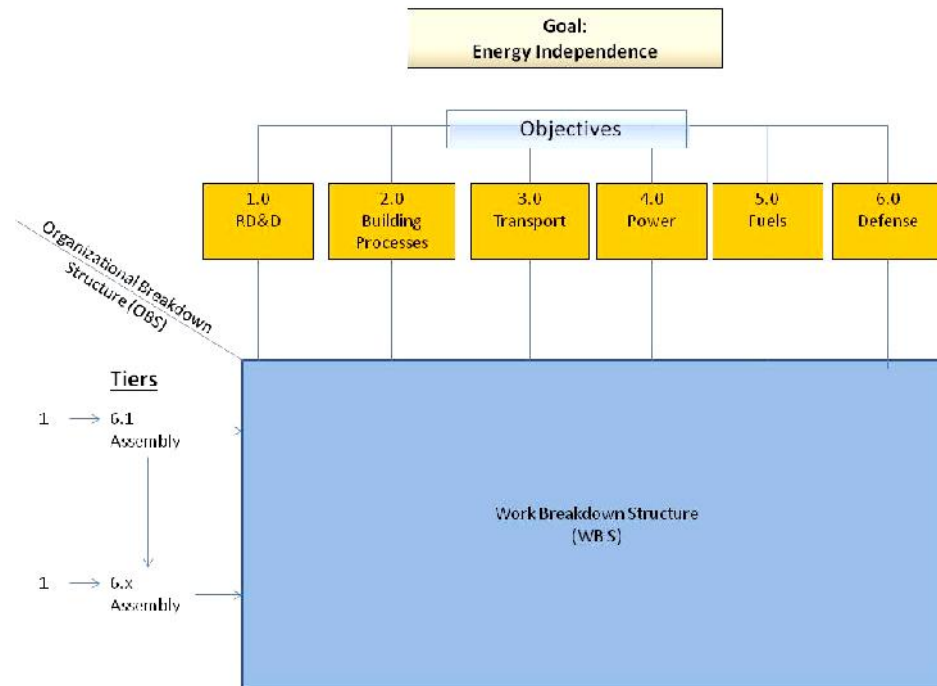 Goal:
Energy Independence
Objectives
1.0
RD&D
2.0
Building
Processes
3.0
Transport
4.0
Power
5.0
Fuels
6.0
Defense
Organizational Breakdown
Structure (OBS)
Tiers
1
6.1
Assembly
Work Breakdown Structure
(WBS)
1
6.x
Assembly